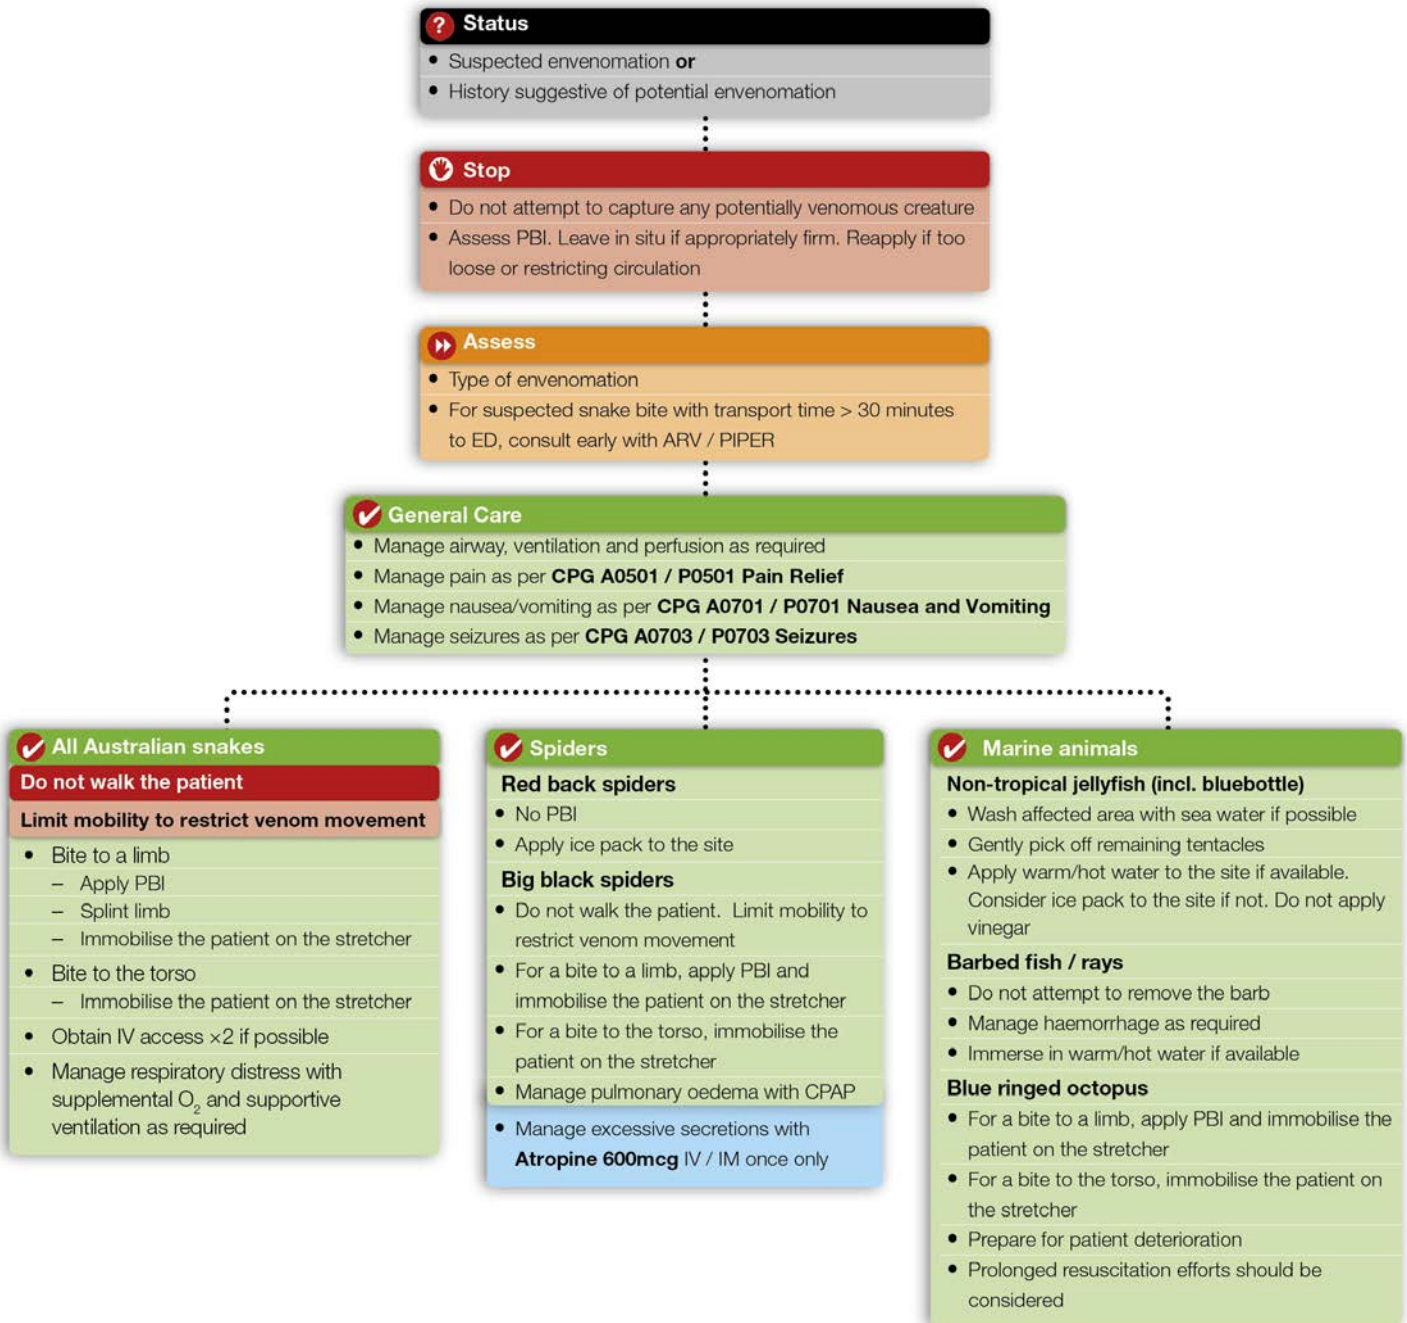 Status
• Suspected envenomation or
• History suggestive of potential envenomation
Stop
• Do not attempt to capture any potentially venomous creature
• Assess PBI. Leave in situ if appropriately firm. Reapply if too
loose or restricting circulation
Assess
• Type of envenomation
• For suspected snake bite with transport time > 30 minutes
to ED, consult early with ARV / PIPER
General Care
• Manage airway, ventilation and perfusion as required
• Manage pain as per CPG A0501 / P0501 Pain Relief
• Manage nausea/vomiting as per CPG A0701 / P0701 Nausea and Vomiting
• Manage seizures as per CPG A0703 / P0703 Seizures
All Australian snakes
Do not walk the patient
Limit mobility to restrict venom movement
• Bite to a limb
– Apply PBI
– Splint limb
– Immobilise the patient on the stretcher
• Bite to the torso
– Immobilise the patient on the stretcher
• Obtain IV access ×2 if possible
• Manage respiratory distress with
supplemental O₂ and supportive
ventilation as required
Spiders
Red back spiders
• No PBI
• Apply ice pack to the site
Big black spiders
• Do not walk the patient. Limit mobility to
restrict venom movement
• For a bite to a limb, apply PBI and
immobilise the patient on the stretcher
• For a bite to the torso, immobilise the
patient on the stretcher
• Manage pulmonary oedema with CPAP
• Manage excessive secretions with
Atropine 600mcg IV / IM once only
Marine animals
Non-tropical jellyfish (incl. bluebottle)
• Wash affected area with sea water if possible
• Gently pick off remaining tentacles
• Apply warm/hot water to the site if available.
Consider ice pack to the site if not. Do not apply
vinegar
Barbed fish / rays
• Do not attempt to remove the barb
• Manage haemorrhage as required
• Immerse in warm/hot water if available
Blue ringed octopus
• For a bite to a limb, apply PBI and immobilise the
patient on the stretcher
• For a bite to the torso, immobilise the patient on
the stretcher
• Prepare for patient deterioration
• Prolonged resuscitation efforts should be
considered